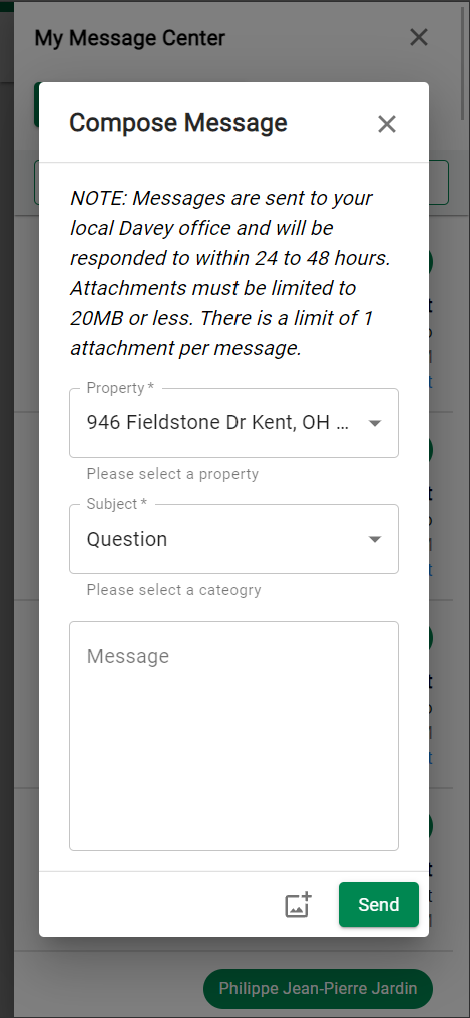 My Message Center
Compose Message
NOTE: Messages are sent to your
local Davey office and will be
responded to within 24 to 48 hours.
Attachments must be limited to
20MB or less. There is a limit of 1
attachment per message.
Property *
946 Fieldstone Dr Kent, OH ...
Please select a property
Subject *
Question
Please select a cateogry
Message
Send
Philippe Jean-Pierre Jardin